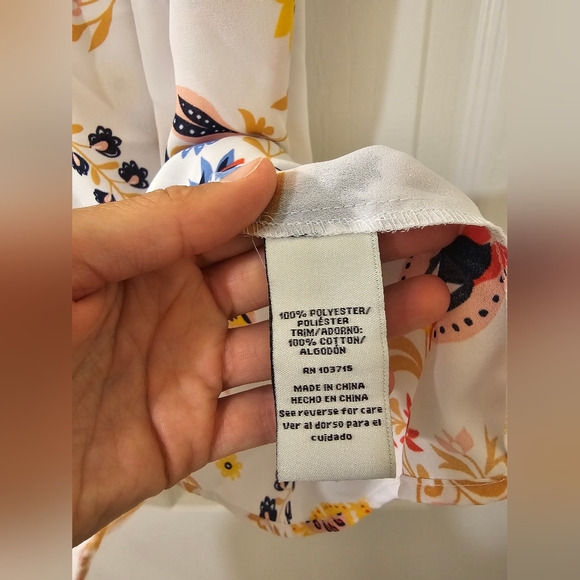 100% POLYESTER/
POLIÉSTER
TRIM/ADORNO:
100% COTTON/
ALGODÓN
RN 103715
MADE IN CHINA
HECHO EN CHINA
See reverse for care
Ver al dorso para el
cuidado